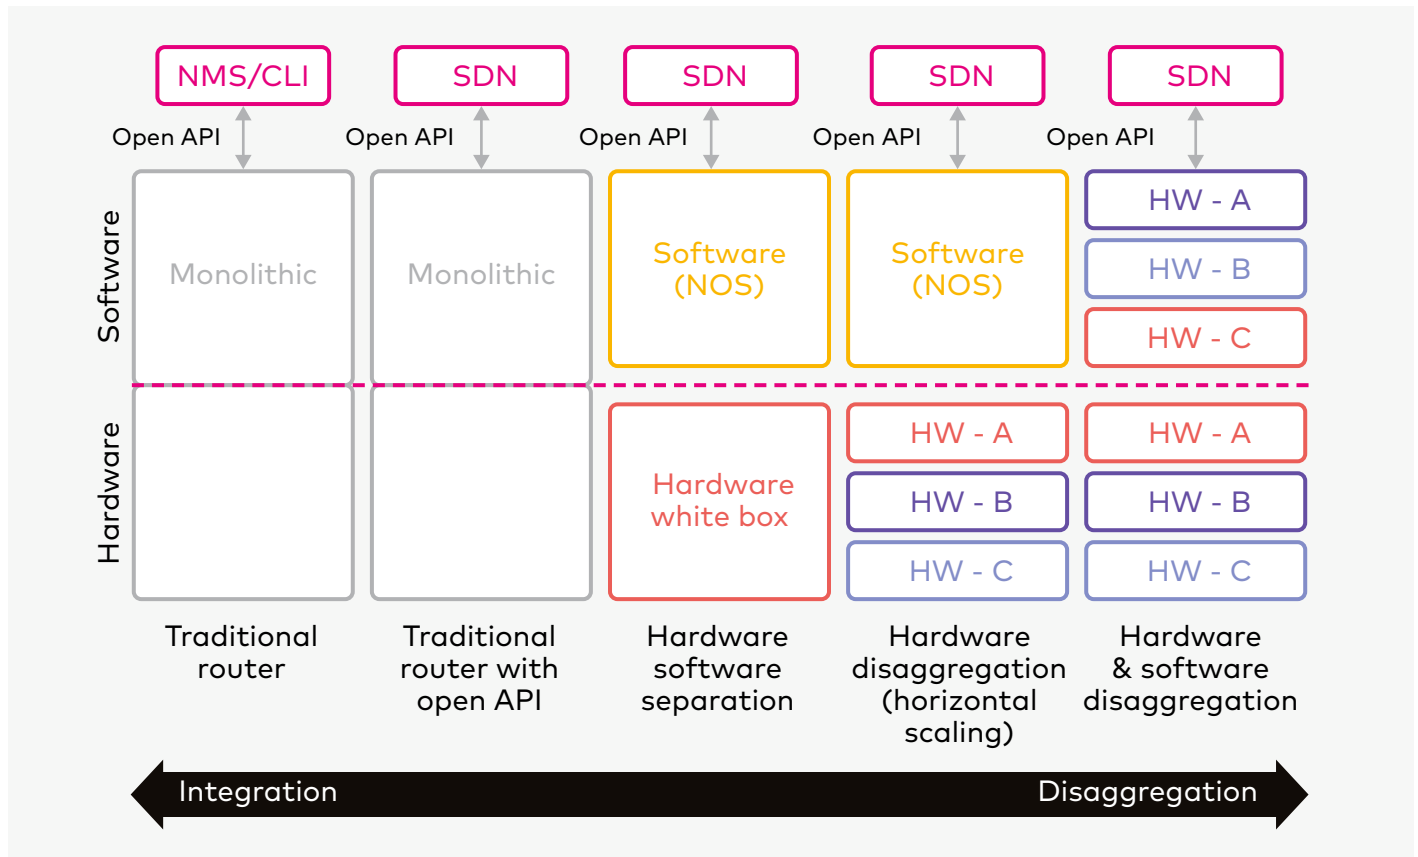 NMS/CLI
SDN
SDN
SDN
SDN
Open API
Open API
Open API
Open API
Open API
Software
Monolithic
Monolithic
Software
(NOS)
Software
(NOS)
HW - A
HW - B
HW - C
Hardware
Hardware
white box
HW - A
HW - B
HW - C
HW - A
HW - B
HW - C
Traditional
router
Traditional
router with
open API
Hardware
software
separation
Hardware
disaggregation
(horizontal
scaling)
Hardware
& software
disaggregation
Integration
Disaggregation